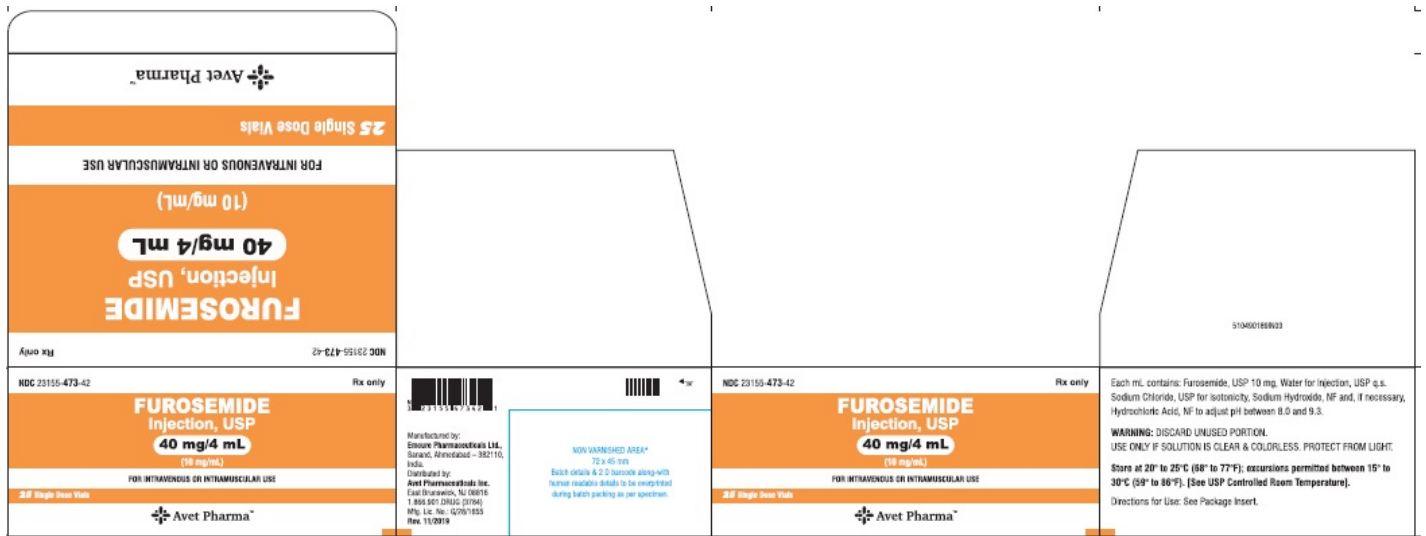 Avet Pharma™
25 Single Dose Vials
FOR INTRAVENOUS OR INTRAMUSCULAR USE
(10 mg/mL)
40 mg/4 mL
Injection, USP
FUROSEMIDE
NDC 23155-473-42 Rx only
NDC 23155-473-42 Rx only
FUROSEMIDE
Injection, USP
40 mg/4 mL
(10 mg/mL)
FOR INTRAVENOUS OR INTRAMUSCULAR USE
25 Single Dose Vials
Avet Pharma™
N
3 23155 47342 1
Manufactured by:
Emcure Pharmaceuticals Ltd.,
Sanand, Ahmedabad – 382110,
India.
Distributed by:
Avet Pharmaceuticals Inc.
East Brunswick, NJ 08816
1.866.901.DRUG (3784)
Mfg. Lic. No.: G/28/1655
Rev. 11/2019
NON VARNISHED AREA*
72 x 45 mm
Batch details & 2 D barcode along-with
human readable details to be overprinted
during batch packing as per specimen.
NDC 23155-473-42 Rx only
FUROSEMIDE
Injection, USP
40 mg/4 mL
(10 mg/mL)
FOR INTRAVENOUS OR INTRAMUSCULAR USE
25 Single Dose Vials
Avet Pharma™
Each mL contains: Furosemide, USP 10 mg, Water for Injection, USP q.s.
Sodium Chloride, USP for isotonicity, Sodium Hydroxide, NF and, if necessary,
Hydrochloric Acid, NF to adjust pH between 8.0 and 9.3.
WARNING: DISCARD UNUSED PORTION.
USE ONLY IF SOLUTION IS CLEAR & COLORLESS. PROTECT FROM LIGHT.
Store at 20° to 25°C (68° to 77°F); excursions permitted between 15° to
30°C (59° to 86°F). [See USP Controlled Room Temperature].
Directions for Use: See Package Insert.